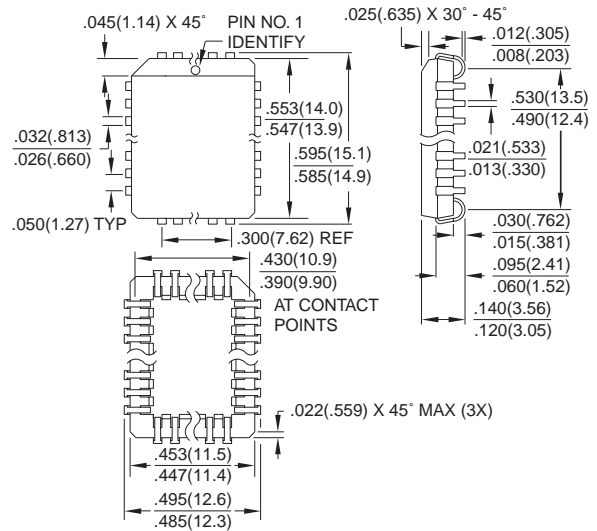 .045(1.14) X 45°
PIN NO. 1
IDENTIFY
.025(.635) X 30° - 45°
.012(.305)
.008(.203)
.553(14.0)
.547(13.9)
.595(15.1)
.585(14.9)
.032(.813)
.026(.660)
.050(1.27) TYP
.530(13.5)
.490(12.4)
.021(.533)
.013(.330)
.030(.762)
.015(.381)
.095(2.41)
.060(1.52)
.140(3.56)
.120(3.05)
.300(7.62) REF
.430(10.9)
.390(9.90)
AT CONTACT
POINTS
.022(.559) X 45° MAX (3X)
.453(11.5)
.447(11.4)
.495(12.6)
.485(12.3)